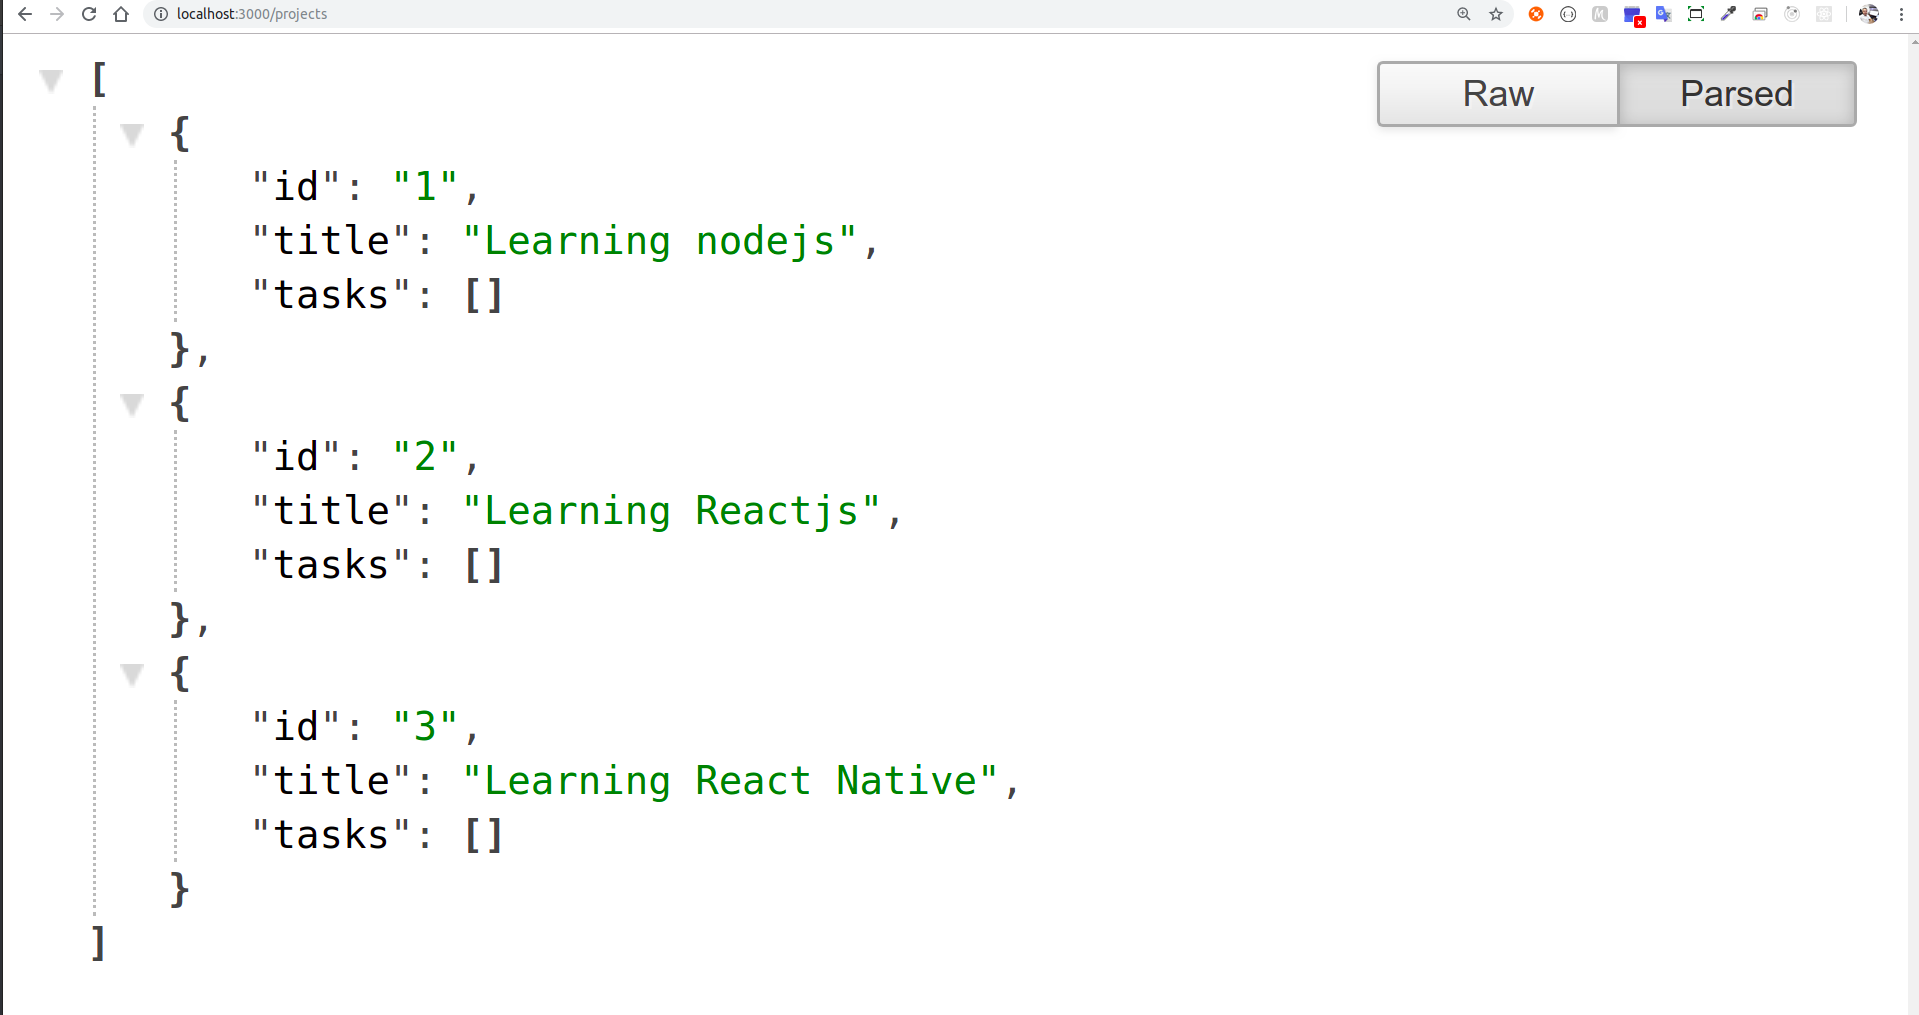 localhost:3000/projects
Raw Parsed
[
{
"id": "1",
"title": "Learning nodejs",
"tasks": []
},
{
"id": "2",
"title": "Learning Reactjs",
"tasks": []
},
{
"id": "3",
"title": "Learning React Native",
"tasks": []
}
]